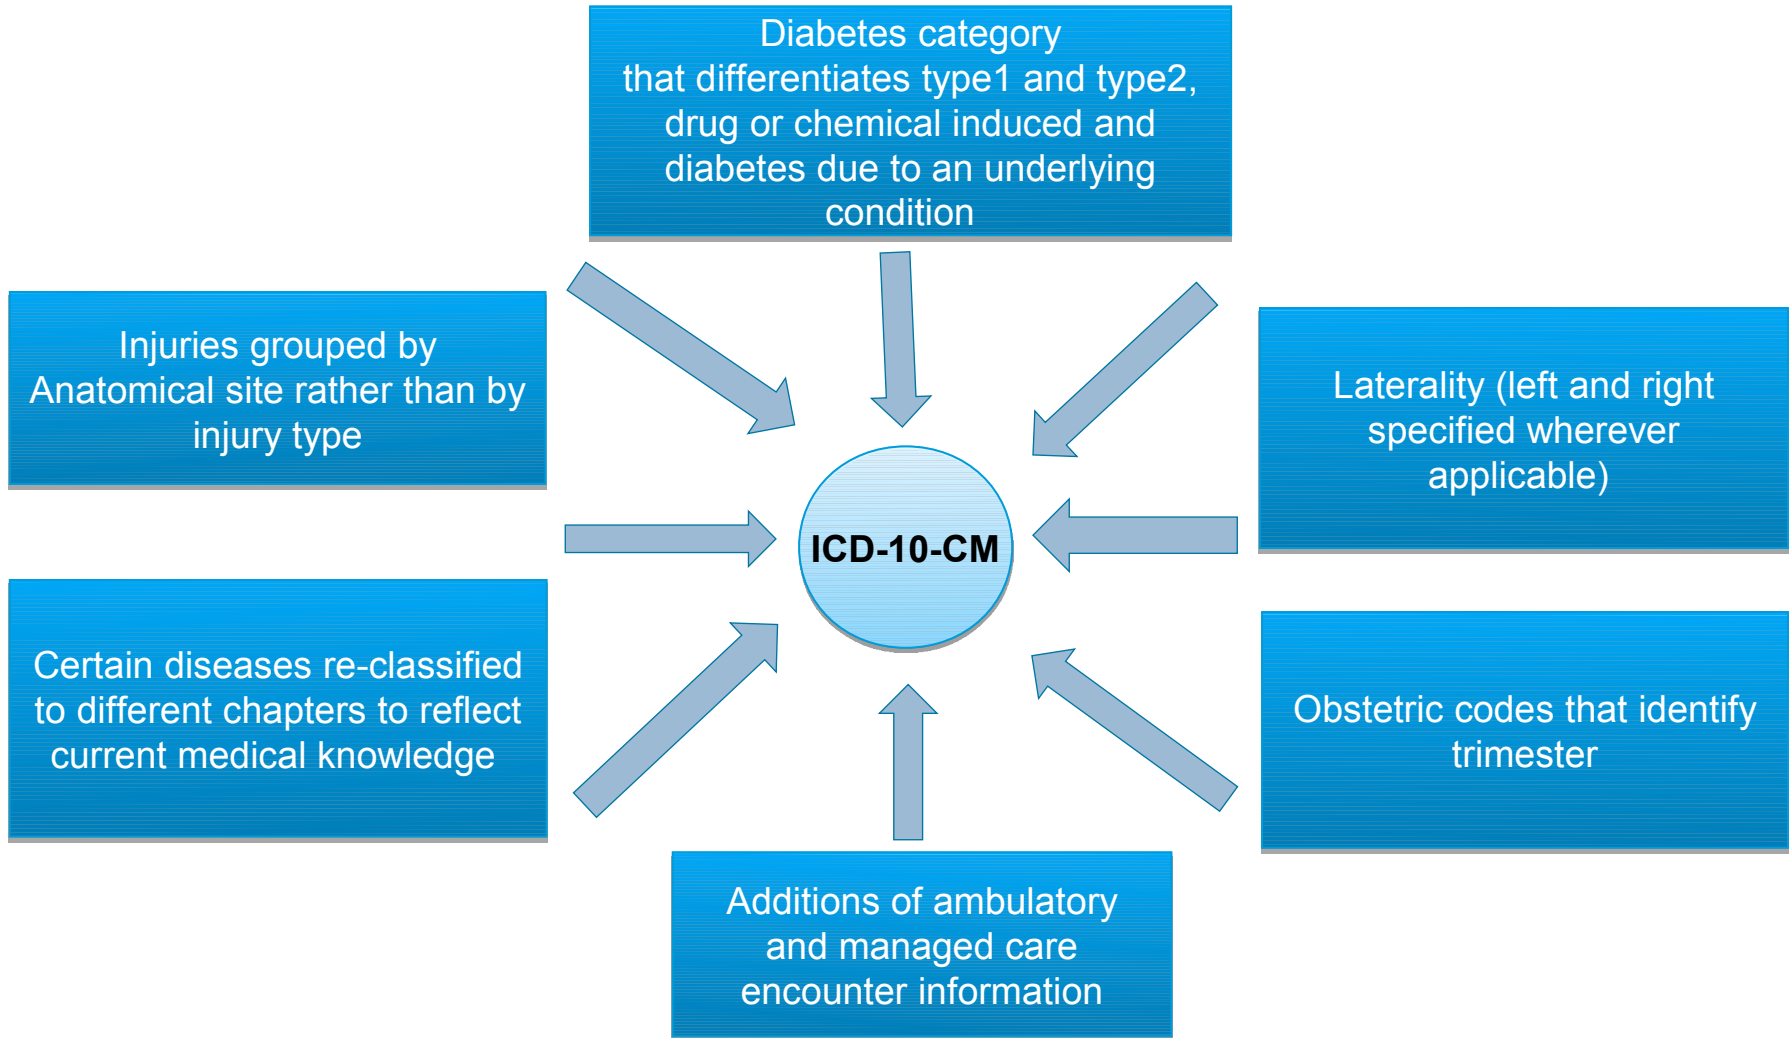 Diabetes category
that differentiates type1 and type2,
drug or chemical induced and
diabetes due to an underlying
condition
Injuries grouped by
Anatomical site rather than by
injury type
Laterality (left and right
specified wherever
applicable)
ICD-10-CM
Certain diseases re-classified
to different chapters to reflect
current medical knowledge
Obstetric codes that identify
trimester
Additions of ambulatory
and managed care
encounter information